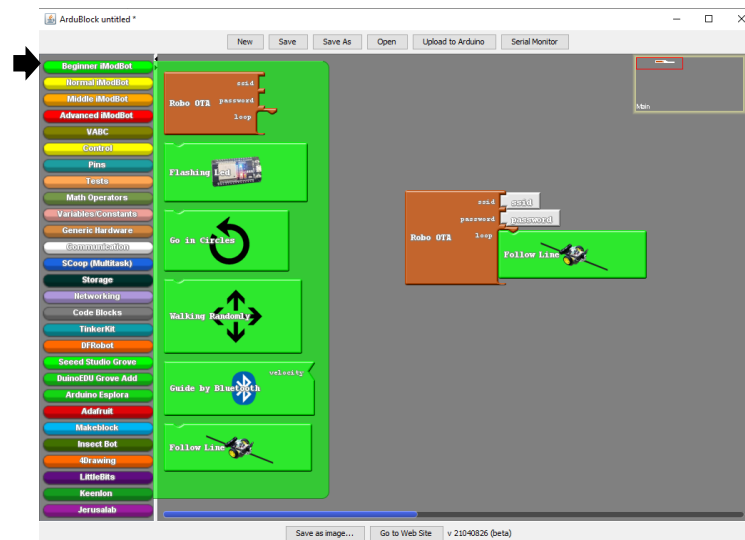 ArduBlock untitled *
New Save Save As Open Upload to Arduino Serial Monitor
Beginner iModBot
Normal iModBot
Middle iModBot
Advanced iModBot
VABC
Control
Pins
Tests
Math Operators
Variables/Constants
Generic Hardware
Communication
SCoop (Multitask)
Storage
Networking
Code Blocks
TinkerKit
DFRobot
Seeed Studio Grove
DuinoEDU Grove Add
Arduino Esplora
Adafruit
Makeblock
Insect Bot
4Drawing
LittleBits
Keenlon
Jerusalab
ssid
Robo OTA password
loop
Flashing Led
Go in Circles
Walking Randomly
velocity
Guide by Bluetooth
Follow Line
ssid ssid
password password
Robo OTA loop
Follow Line
Main
Save as image... Go to Web Site v 21040826 (beta)